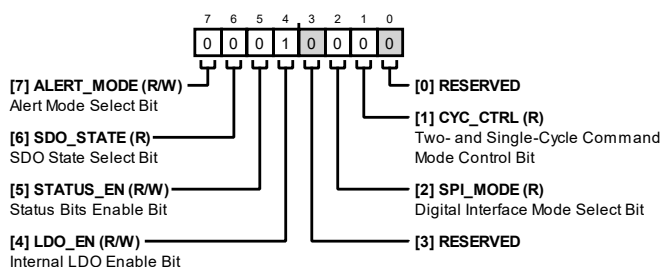 7 6 5 4 3 2 1 0
0 0 0 1 0 0 0 0
[7] ALERT_MODE (R/W)
Alert Mode Select Bit
[6] SDO_STATE (R)
SDO State Select Bit
[5] STATUS_EN (R/W)
Status Bits Enable Bit
[4] LDO_EN (R/W)
Internal LDO Enable Bit
[0] RESERVED
[1] CYC_CTRL (R)
Two- and Single-Cycle Command
Mode Control Bit
[2] SPI_MODE (R)
Digital Interface Mode Select Bit
[3] RESERVED